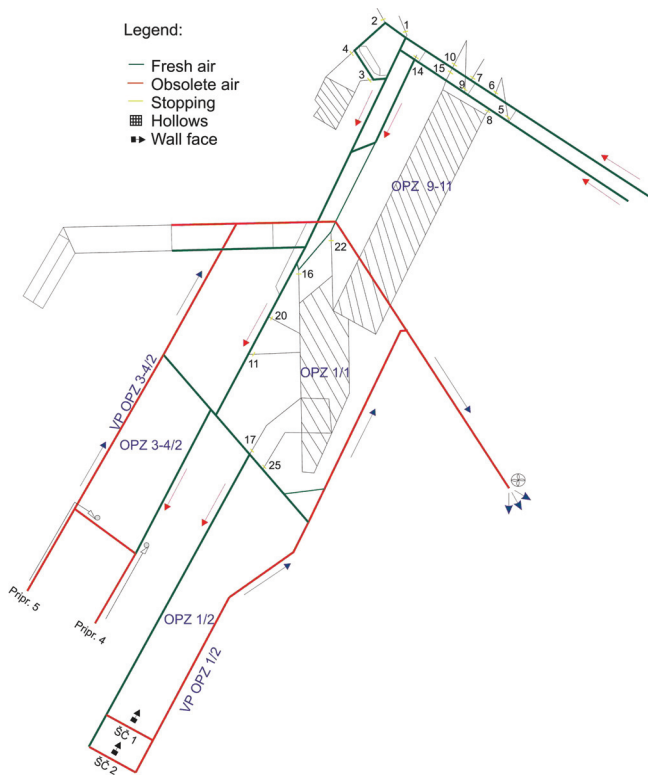 Legend:
Fresh air
Obsolete air
Stopping
Hollows
Wall face
2
1
4
3
14
15
10
7
9
6
5
8
OPZ 9-11
22
16
20
11
OPZ 1/1
VP OPZ 3-4/2
OPZ 3-4/2
17
25
Pripr. 5
Pripr. 4
OPZ 1/2
VP OPZ 1/2
ŠČ 1
ŠČ 2